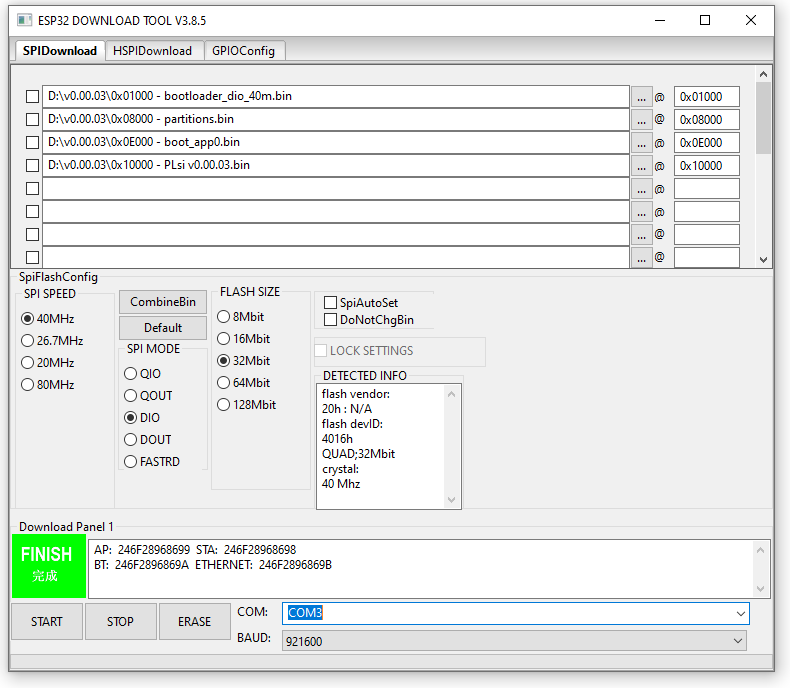 ESP32 DOWNLOAD TOOL V3.8.5
SPIDownload HSPIDownload GPIOConfig
D:\v0.00.03\0x01000 - bootloader_dio_40m.bin ... @ 0x01000
D:\v0.00.03\0x08000 - partitions.bin ... @ 0x08000
D:\v0.00.03\0x0E000 - boot_app0.bin ... @ 0x0E000
D:\v0.00.03\0x10000 - PLsi v0.00.03.bin ... @ 0x10000
... @
... @
... @
... @
SpiFlashConfig
SPI SPEED
40MHz
26.7MHz
20MHz
80MHz
CombineBin
Default
SPI MODE
QIO
QOUT
DIO
DOUT
FASTRD
FLASH SIZE
8Mbit
16Mbit
32Mbit
64Mbit
128Mbit
SpiAutoSet
DoNotChgBin
LOCK SETTINGS
DETECTED INFO
flash vendor:
20h : N/A
flash devID:
4016h
QUAD;32Mbit
crystal:
40 Mhz
Download Panel 1
FINISH
完成
AP: 246F28968699 STA: 246F28968698
BT: 246F2896869A ETHERNET: 246F2896869B
START STOP ERASE
COM: COM3
BAUD: 921600